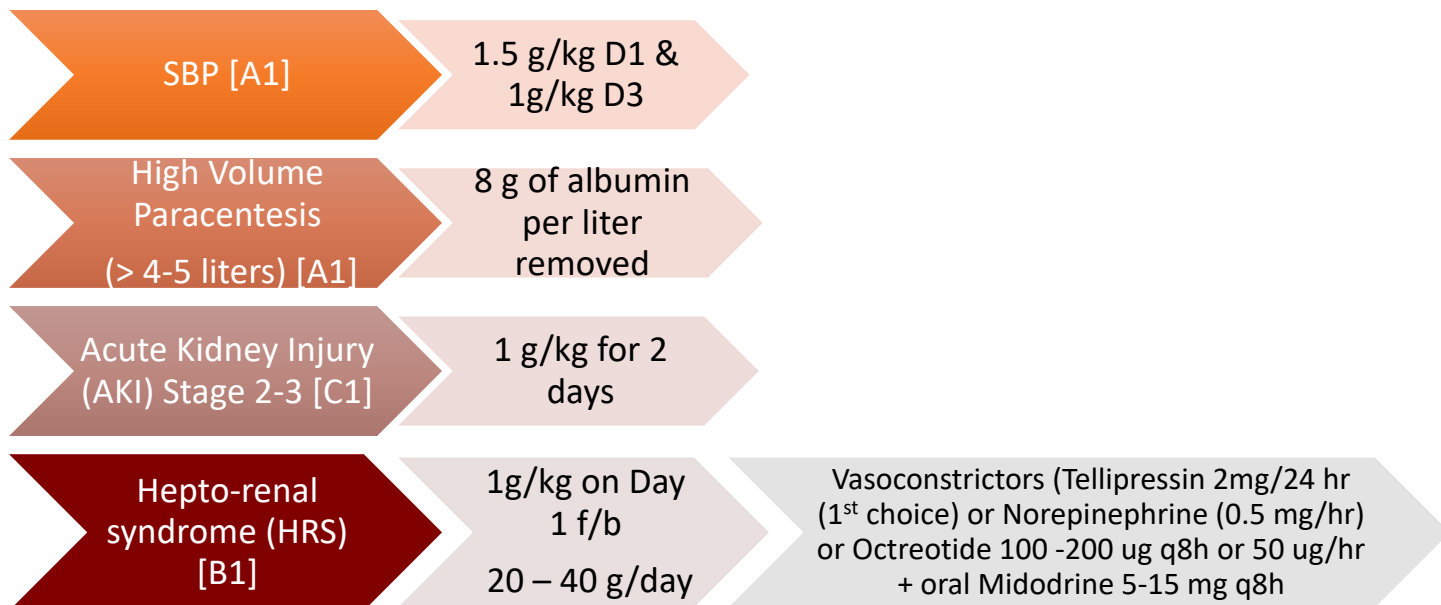 SBP [A1]
1.5 g/kg D1 &
1g/kg D3
High Volume
Paracentesis
(> 4-5 liters) [A1]
8 g of albumin
per liter
removed
Acute Kidney Injury
(AKI) Stage 2-3 [C1]
1 g/kg for 2
days
Hepto-renal
syndrome (HRS)
[B1]
1g/kg on Day
1 f/b
20 – 40 g/day
Vasoconstrictors (Tellipressin 2mg/24 hr
(1st choice) or Norepinephrine (0.5 mg/hr)
or Octreotide 100 -200 ug q8h or 50 ug/hr
+ oral Midodrine 5-15 mg q8h